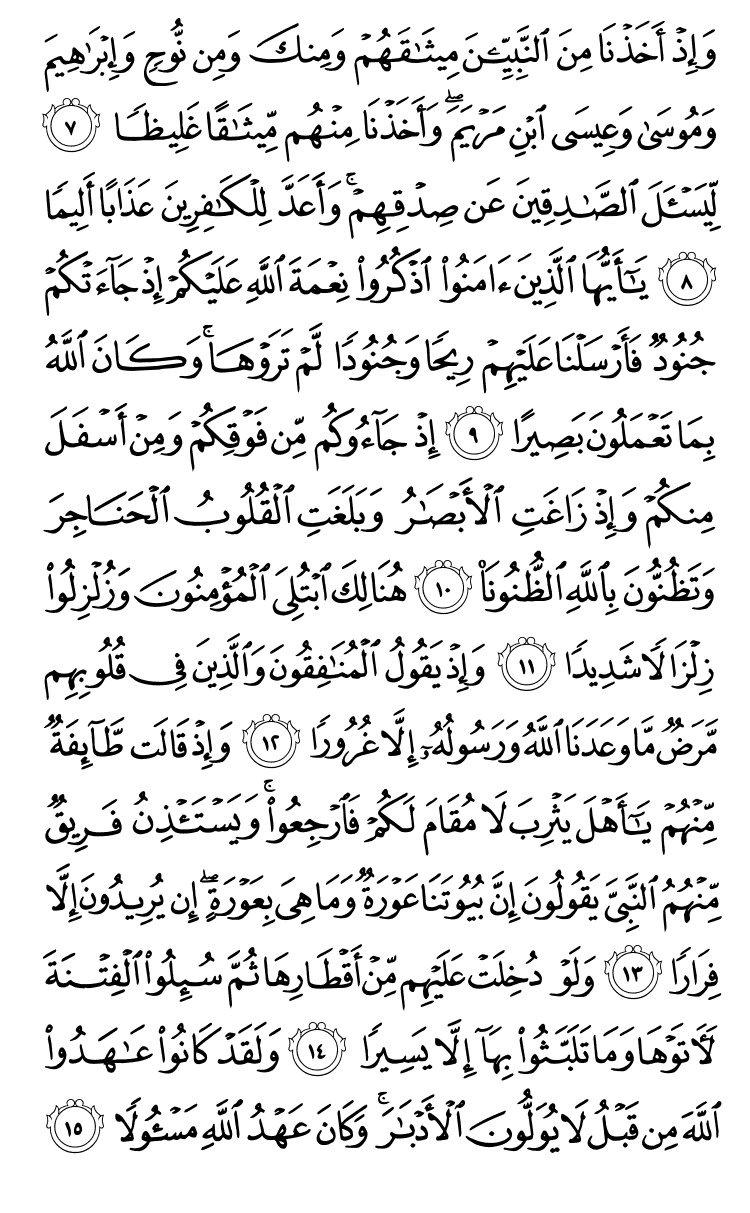 وَإِذْ أَخَذْنَا مِنَ ٱلنَّبِيِّـۧنَ مِيثَـٰقَهُمْ وَمِنكَ وَمِن نُّوحٍ وَإِبْرَٰهِيمَ
وَمُوسَىٰ وَعِيسَى ٱبْنِ مَرْيَمَ ۖ وَأَخَذْنَا مِنْهُم مِّيثَـٰقًا غَلِيظًا ٧
لِّيَسْـَٔلَ ٱلصَّـٰدِقِينَ عَن صِدْقِهِمْ ۚ وَأَعَدَّ لِلْكَـٰفِرِينَ عَذَابًا أَلِيمًا
٨ يَـٰٓأَيُّهَا ٱلَّذِينَ ءَامَنُوا۟ ٱذْكُرُوا۟ نِعْمَةَ ٱللَّهِ عَلَيْكُمْ إِذْ جَآءَتْكُمْ
جُنُودٌ فَأَرْسَلْنَا عَلَيْهِمْ رِيحًا وَجُنُودًا لَّمْ تَرَوْهَا ۚ وَكَانَ ٱللَّهُ
بِمَا تَعْمَلُونَ بَصِيرًا ٩ إِذْ جَآءُوكُم مِّن فَوْقِكُمْ وَمِنْ أَسْفَلَ
مِنكُمْ وَإِذْ زَاغَتِ ٱلْأَبْصَـٰرُ وَبَلَغَتِ ٱلْقُلُوبُ ٱلْحَنَاجِرَ
وَتَظُنُّونَ بِٱللَّهِ ٱلظُّنُونَا۠ ١٠ هُنَالِكَ ٱبْتُلِىَ ٱلْمُؤْمِنُونَ وَزُلْزِلُوا۟
زِلْزَالًا شَدِيدًا ١١ وَإِذْ يَقُولُ ٱلْمُنَـٰفِقُونَ وَٱلَّذِينَ فِى قُلُوبِهِم
مَّرَضٌ مَّا وَعَدَنَا ٱللَّهُ وَرَسُولُهُۥٓ إِلَّا غُرُورًا ١٢ وَإِذْ قَالَت طَّآئِفَةٌ
مِّنْهُمْ يَـٰٓأَهْلَ يَثْرِبَ لَا مُقَامَ لَكُمْ فَٱرْجِعُوا۟ ۚ وَيَسْتَـْٔذِنُ فَرِيقٌ
مِّنْهُمُ ٱلنَّبِىَّ يَقُولُونَ إِنَّ بُيُوتَنَا عَوْرَةٌ وَمَا هِىَ بِعَوْرَةٍ ۖ إِن يُرِيدُونَ إِلَّا
فِرَارًا ١٣ وَلَوْ دُخِلَتْ عَلَيْهِم مِّنْ أَقْطَارِهَا ثُمَّ سُئِلُوا۟ ٱلْفِتْنَةَ
لَـَٔاتَوْهَا وَمَا تَلَبَّثُوا۟ بِهَآ إِلَّا يَسِيرًا ١٤ وَلَقَدْ كَانُوا۟ عَـٰهَدُوا۟
ٱللَّهَ مِن قَبْلُ لَا يُوَلُّونَ ٱلْأَدْبَـٰرَ ۚ وَكَانَ عَهْدُ ٱللَّهِ مَسْـُٔولًا ١٥